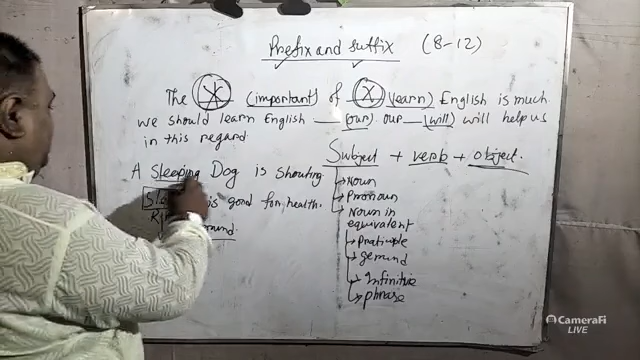 Prefix and suffix (8-12)
The (X) (important) of (X) (learn) English is much.
we should learn English ___ (our). our ___ (will) will help us
in this regard.
A Sleeping Dog is shouting.
is good for health.
Subject + verb + object.
Noun
Pronoun
Noun in
equivalent
Gerund
Infinitive
phrase
CameraFi
LIVE